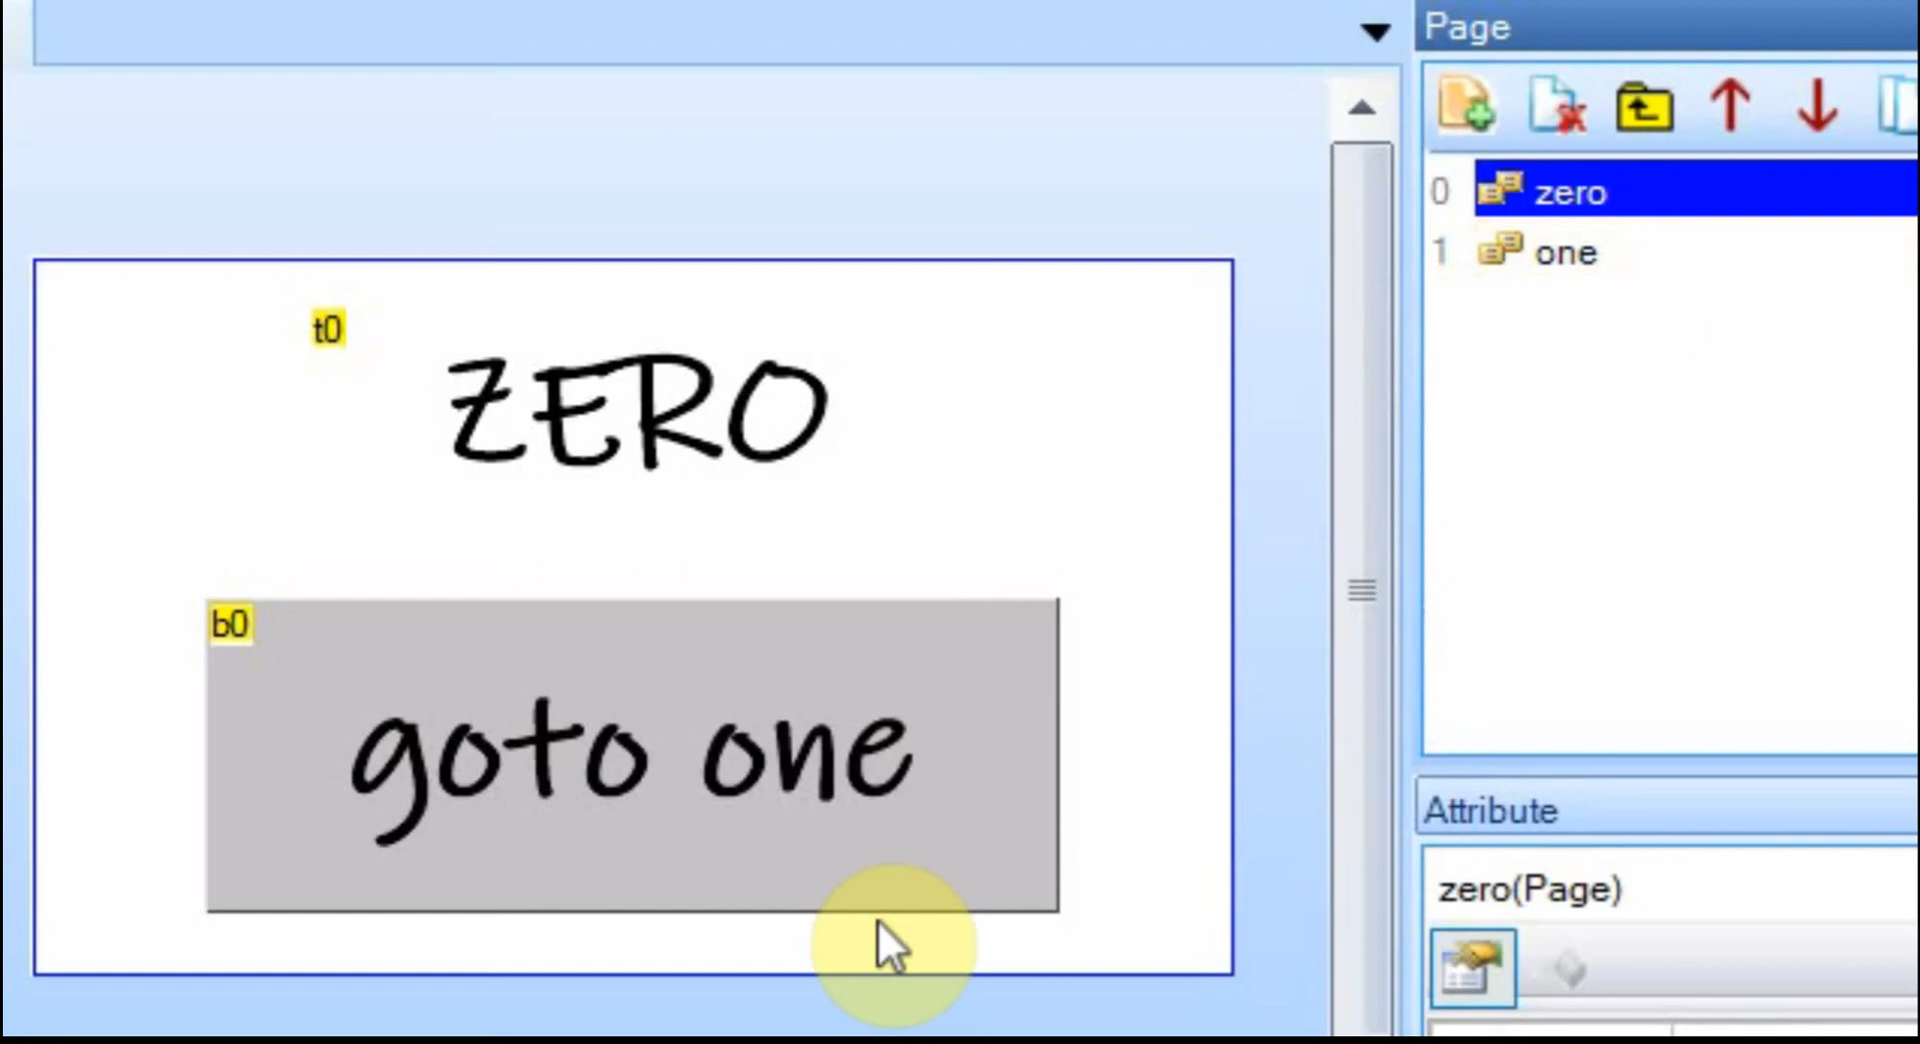 Page
0 zero
1 one
t0
ZERO
b0
goto one
Attribute
zero(Page)